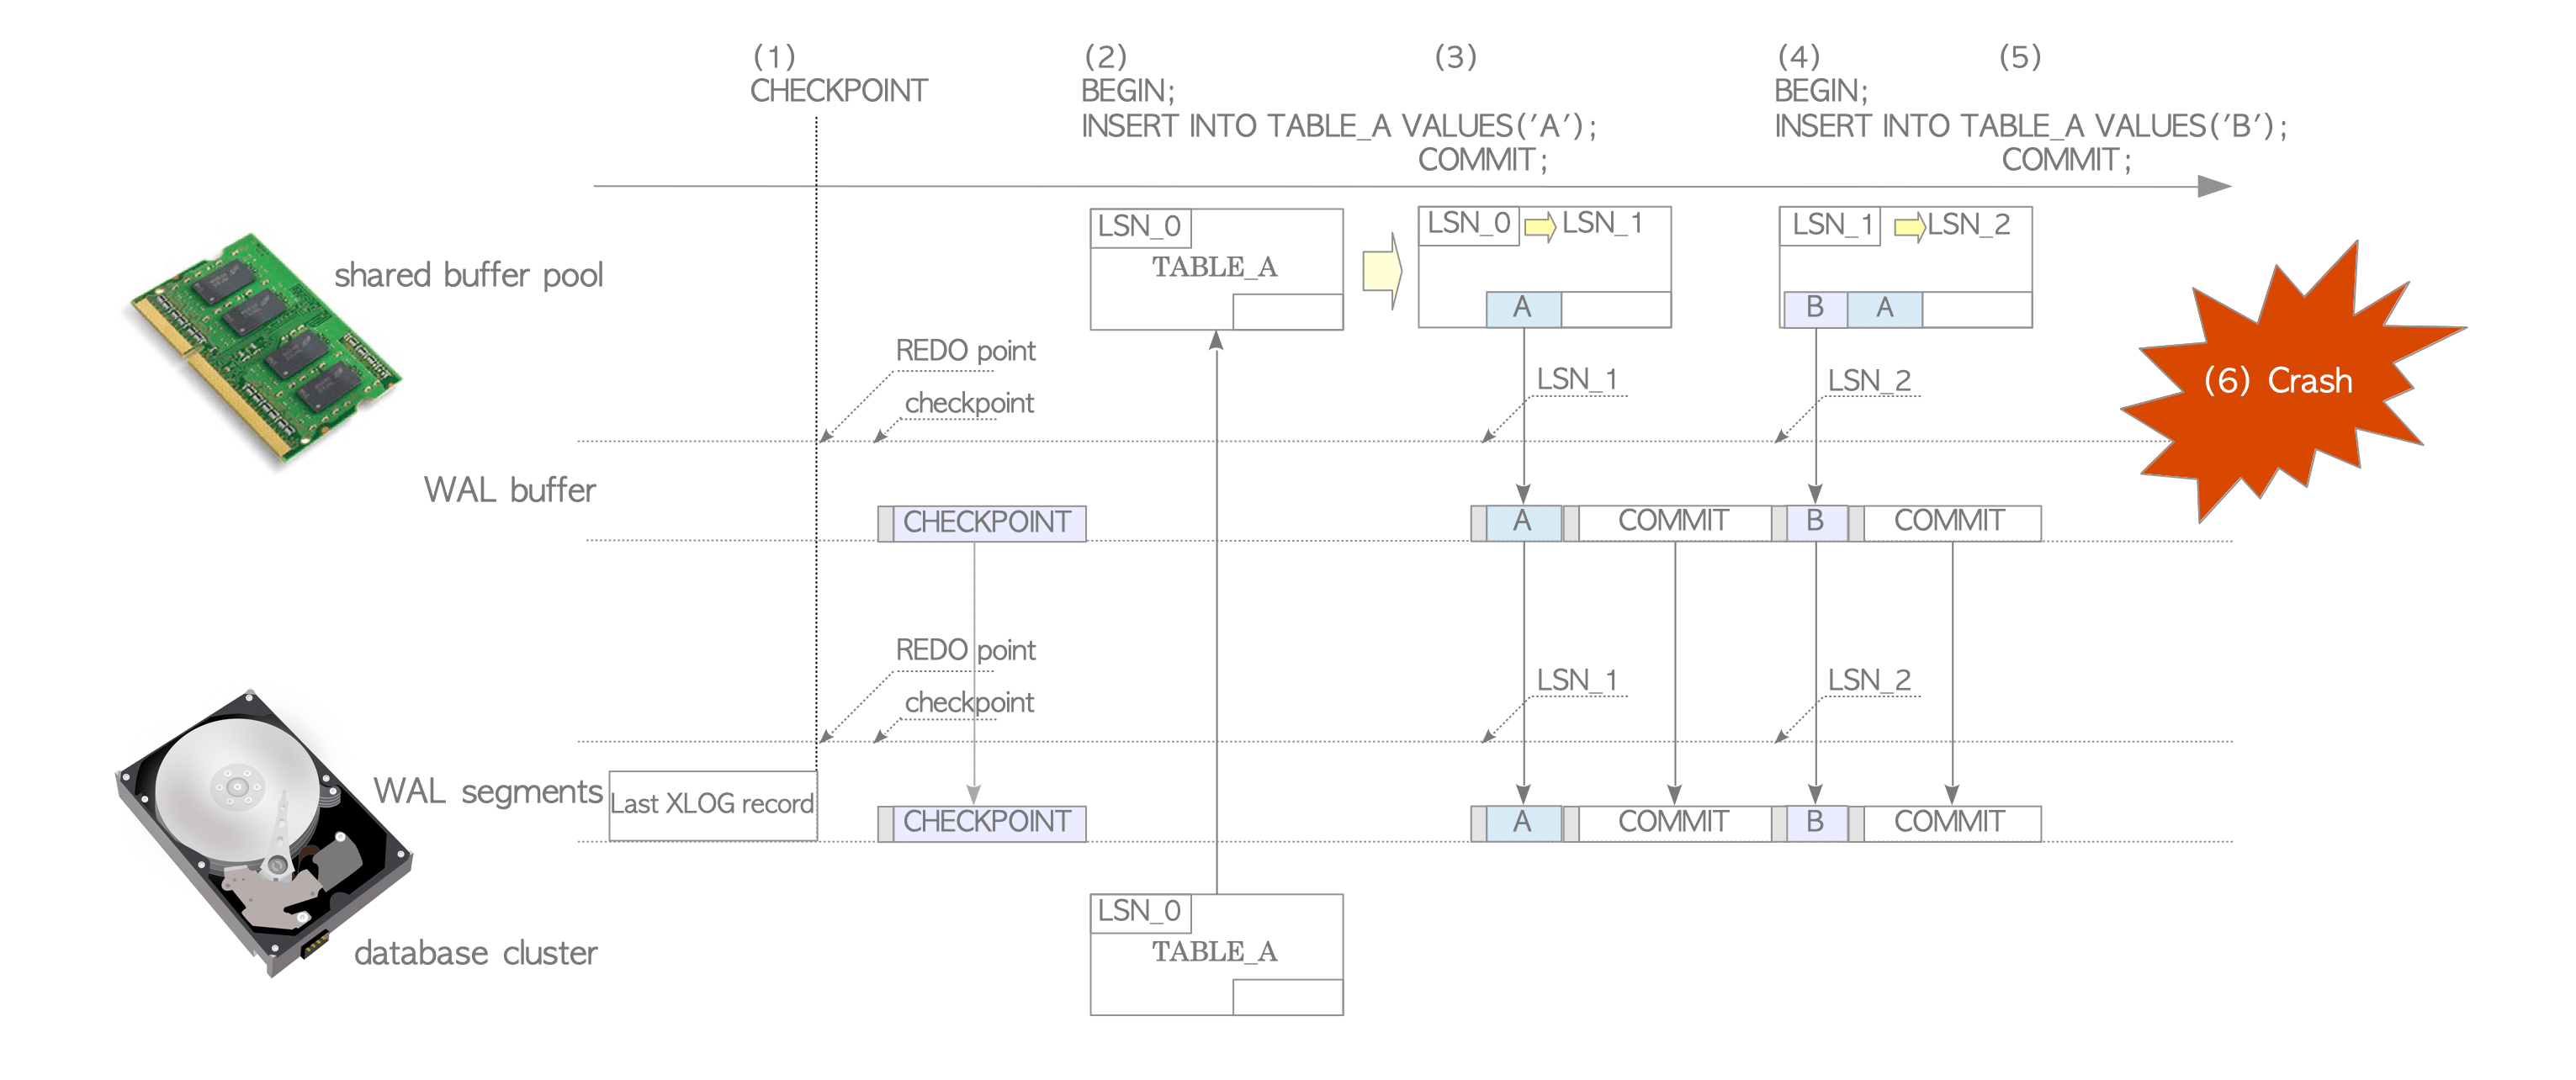 (1)
CHECKPOINT
(2)
BEGIN;
INSERT INTO TABLE_A VALUES('A');
(3)
COMMIT;
(4)
BEGIN;
INSERT INTO TABLE_A VALUES('B');
(5)
COMMIT;
shared buffer pool
LSN_0
TABLE_A
LSN_0 LSN_1
A
LSN_1 LSN_2
B A
(6) Crash
REDO point
checkpoint
LSN_1
LSN_2
WAL buffer
CHECKPOINT
A COMMIT B COMMIT
REDO point
checkpoint
LSN_1
LSN_2
WAL segments
Last XLOG record
CHECKPOINT
A COMMIT B COMMIT
database cluster
LSN_0
TABLE_A